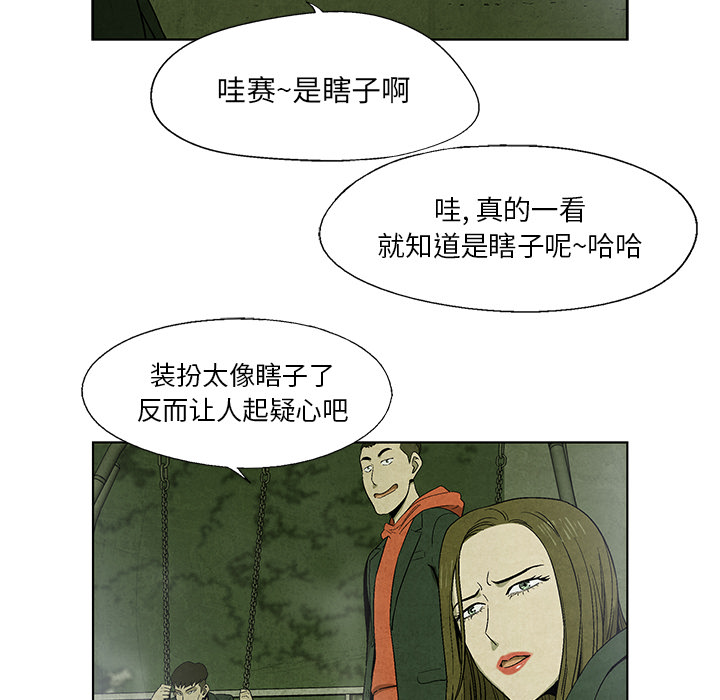 哇赛~是瞎子啊
哇, 真的一看
就知道是瞎子呢~哈哈
装扮太像瞎子了
反而让人起疑心吧